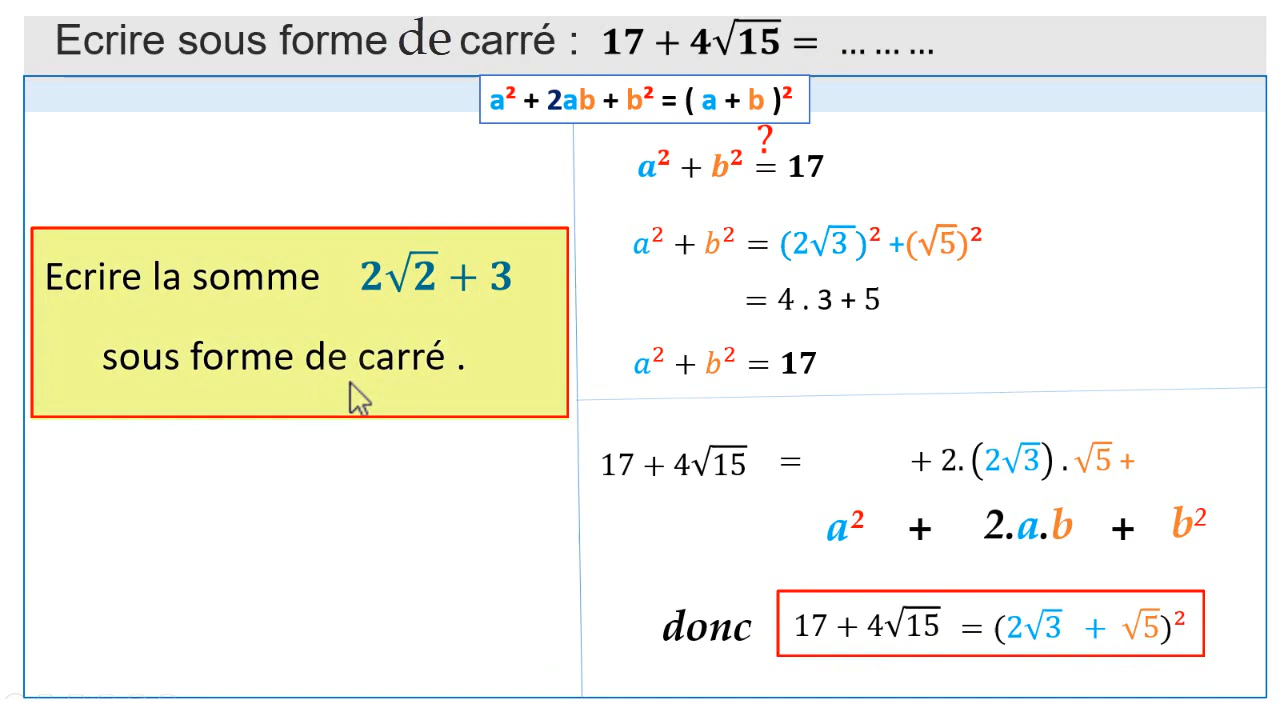 Ecrire sous forme de carré : 17 + 4√15 = ... ... ...
a² + 2ab + b² = ( a + b )²
Ecrire la somme 2√2 + 3
sous forme de carré .
?
a² + b² = 17
a² + b² = (2√3 )² +(√5)²
= 4 . 3 + 5
a² + b² = 17
17 + 4√15 = + 2.(2√3) . √5 +
a² + 2.a.b + b²
donc 17 + 4√15 = (2√3 + √5)²